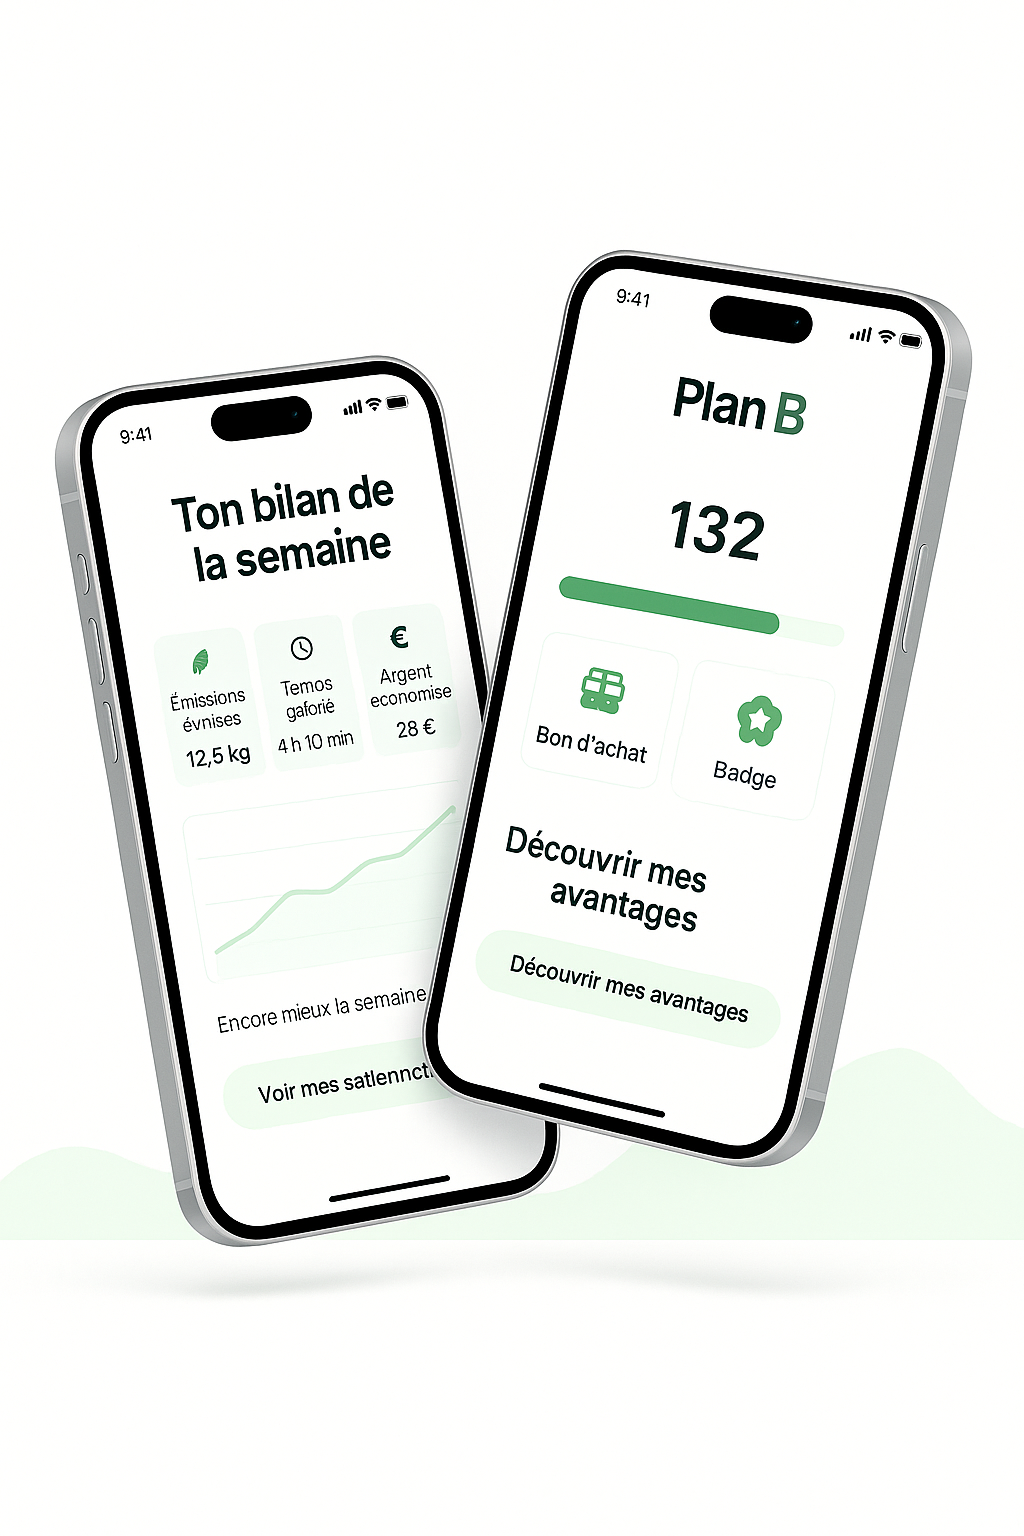 9:41
Ton bilan de
la semaine
Émissions
évnises
12,5 kg
Temos
gaforié
4 h 10 min
€
Argent
economise
28 €
Encore mieux la semaine
Voir mes satlennct
9:41
Plan B
132
Bon d'achat
Badge
Découvrir mes
avantages
Découvrir mes avantages